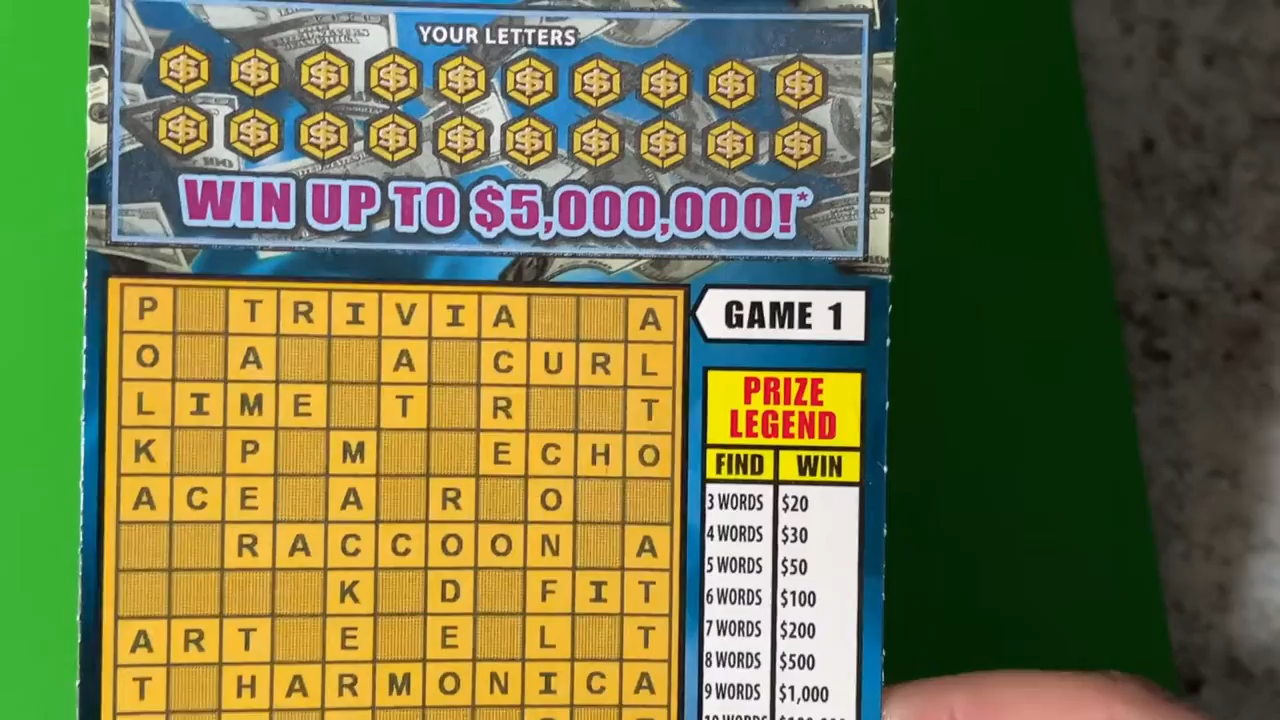 YOUR LETTERS
WIN UP TO $5,000,000!*
P T R I V I A A
O A A C U R L
L I M E T R T
K P M E C H O
A C E A R O
R A C C O O N A
K D F I T
A R T E E L T
T H A R M O N I C A
GAME 1
PRIZE
LEGEND
FIND WIN
3 WORDS $20
4 WORDS $30
5 WORDS $50
6 WORDS $100
7 WORDS $200
8 WORDS $500
9 WORDS $1,000